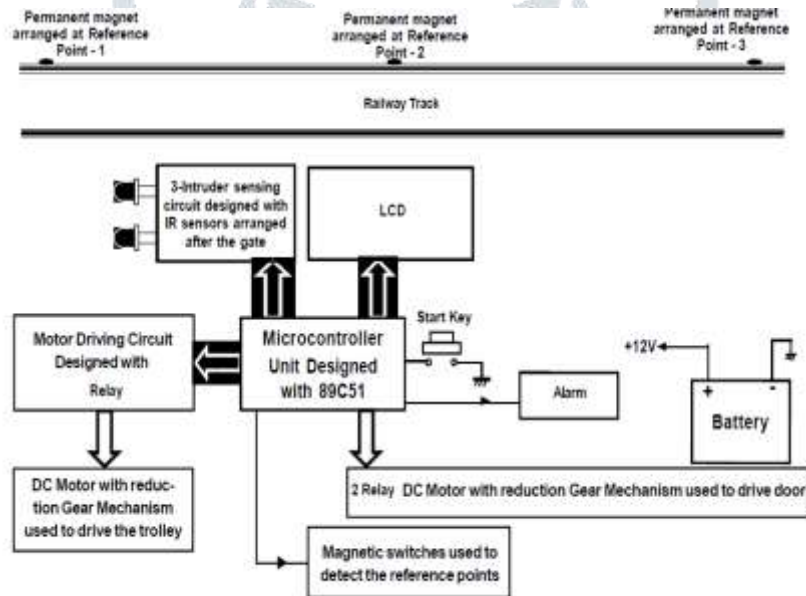 Permanent magnet
arranged at Reference
Point - 1
Permanent magnet
arranged at Reference
Point - 2
Permanent magnet
arranged at Reference
Point - 3
Railway Track
3-Intruder sensing
circuit designed with
IR sensors arranged
after the gate
LCD
Motor Driving Circuit
Designed with
Relay
Microcontroller
Unit Designed
with 89C51
Start Key
+12V
+ -
Battery
Alarm
DC Motor with reduc-
tion Gear Mechanism
used to drive the trolley
2 Relay DC Motor with reduction Gear Mechanism used to drive door
Magnetic switches used to
detect the reference points